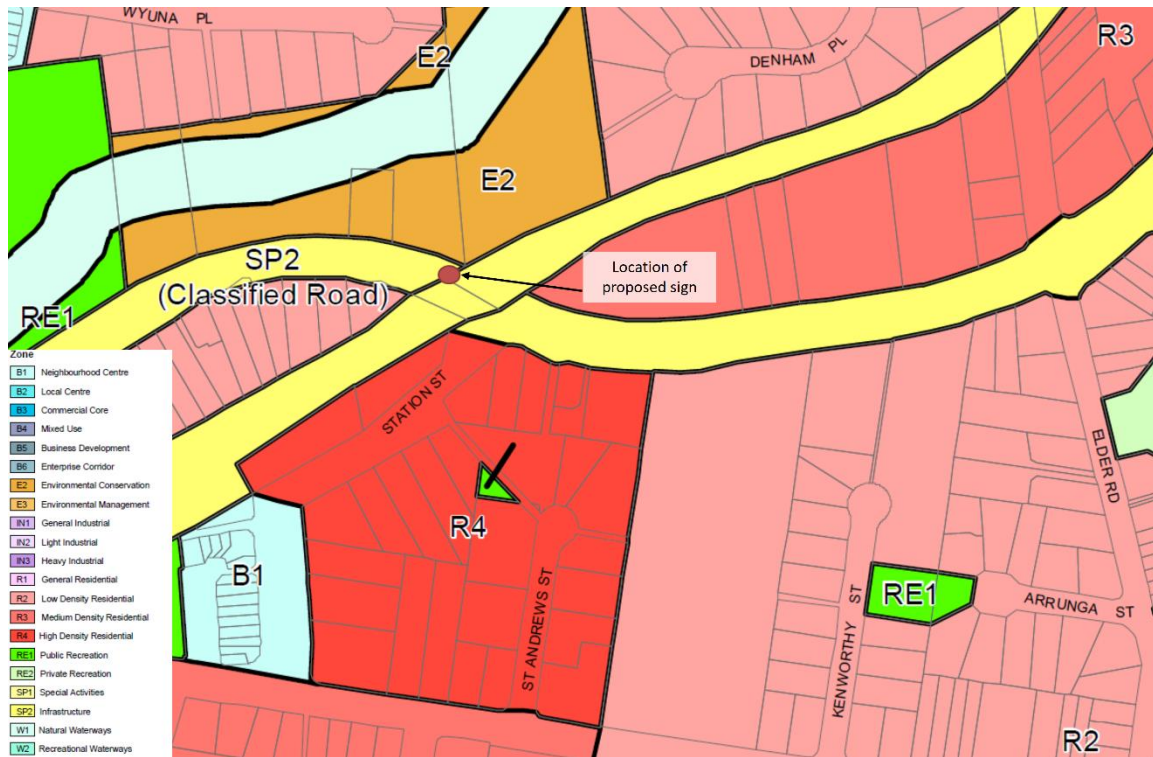 WYUNA PL
E2
DENHAM PL
R3
E2
SP2
(Classified Road)
Location of
proposed sign
RE1
Zone
B1 Neighbourhood Centre
B2 Local Centre
B3 Commercial Core
B4 Mixed Use
B5 Business Development
B6 Enterprise Corridor
E2 Environmental Conservation
E3 Environmental Management
IN1 General Industrial
IN2 Light Industrial
IN3 Heavy Industrial
R1 General Residential
R2 Low Density Residential
R3 Medium Density Residential
R4 High Density Residential
RE1 Public Recreation
RE2 Private Recreation
SP1 Special Activities
SP2 Infrastructure
W1 Natural Waterways
W2 Recreational Waterways
STATION ST
ELDER RD
R4
B1
ST ANDREWS ST
KENWORTHY ST
RE1
ARRUNGA ST
R2